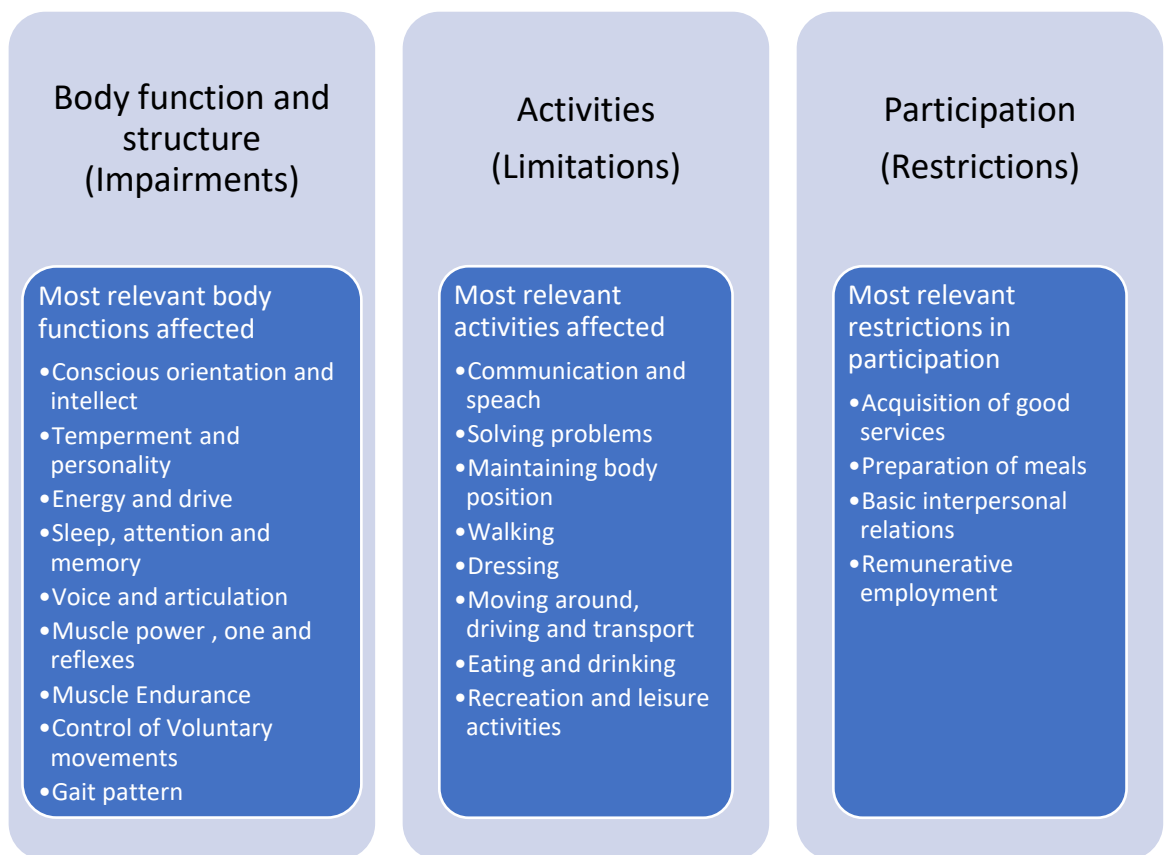 Body function and
structure
(Impairments)
Most relevant body
functions affected
•Conscious orientation and
intellect
•Temperment and
personality
•Energy and drive
•Sleep, attention and
memory
•Voice and articulation
•Muscle power , one and
reflexes
•Muscle Endurance
•Control of Voluntary
movements
•Gait pattern
Activities
(Limitations)
Most relevant
activities affected
•Communication and
speach
•Solving problems
•Maintaining body
position
•Walking
•Dressing
•Moving around,
driving and transport
•Eating and drinking
•Recreation and leisure
activities
Participation
(Restrictions)
Most relevant
restrictions in
participation
•Acquisition of good
services
•Preparation of meals
•Basic interpersonal
relations
•Remunerative
employment